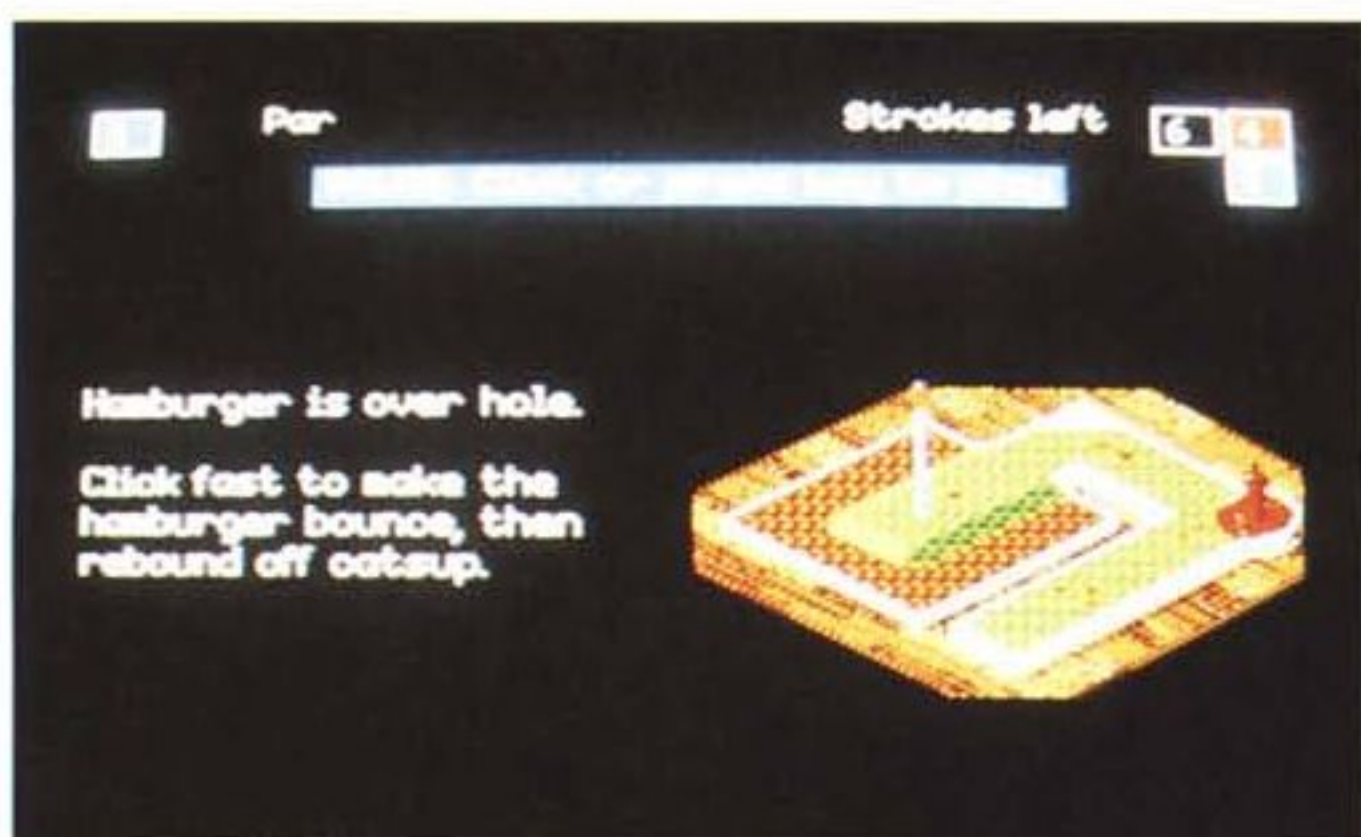 Par
Strokes left 6 4
Hamburger is over hole.
Click fast to make the
hamburger bounce, then
rebound off catsup.